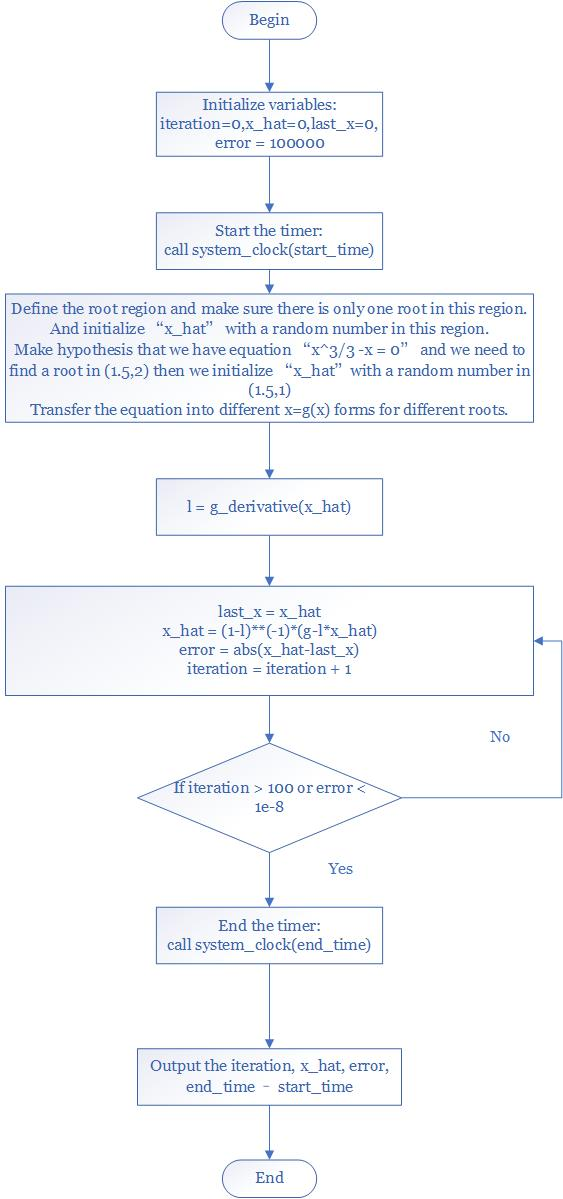 Begin
Initialize variables:
iteration=0,x_hat=0,last_x=0,
error = 100000
Start the timer:
call system_clock(start_time)
Define the root region and make sure there is only one root in this region.
And initialize “x_hat” with a random number in this region.
Make hypothesis that we have equation “x^3/3 -x = 0” and we need to
find a root in (1.5,2) then we initialize “x_hat” with a random number in
(1.5,1)
Transfer the equation into different x=g(x) forms for different roots.
l = g_derivative(x_hat)
last_x = x_hat
x_hat = (1-l)**(-1)*(g-l*x_hat)
error = abs(x_hat-last_x)
iteration = iteration + 1
No
If iteration > 100 or error <
1e-8
Yes
End the timer:
call system_clock(end_time)
Output the iteration, x_hat, error,
end_time – start_time
End